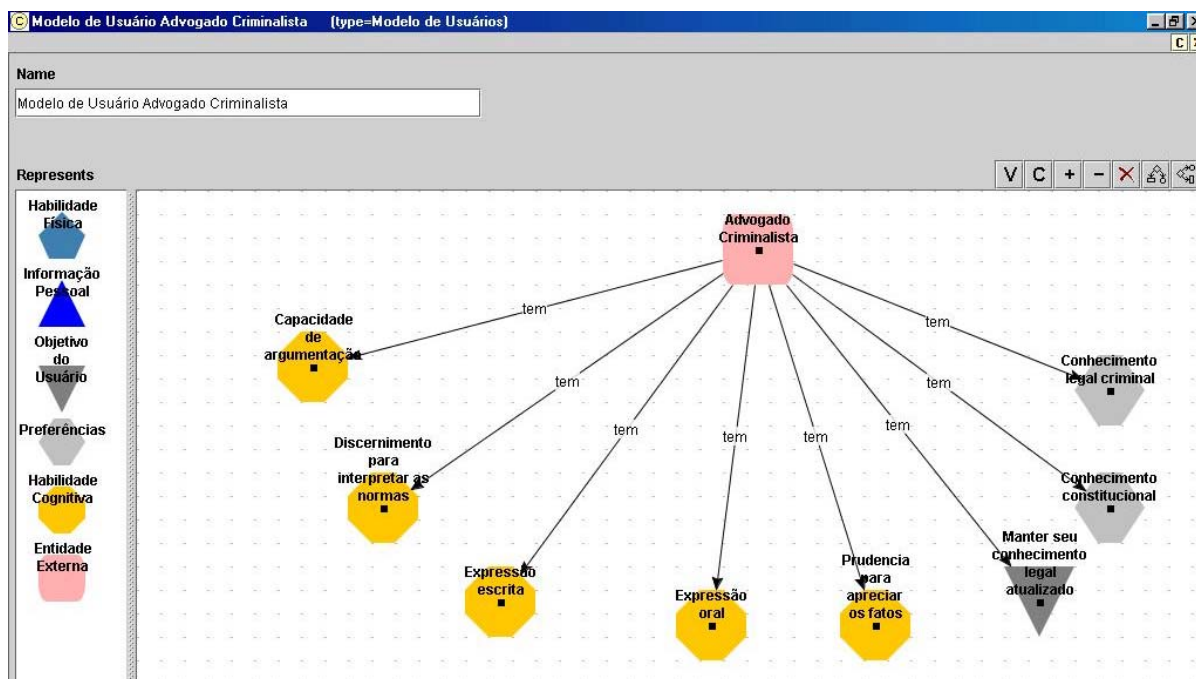 Modelo de Usuário Advogado Criminalista (type=Modelo de Usuários)
C
Name
Modelo de Usuário Advogado Criminalista
Represents
V C + -
Habilidade
Física
Informação
Pessoal
Objetivo
do
Usuário
Preferências
Habilidade
Cognitiva
Entidade
Externa
Advogado
Criminalista
tem
tem
tem
tem
tem
tem
tem
tem
Capacidade
de
argumentação
Discernimento
para
interpretar as
normas
Expressão
escrita
Expressão
oral
Prudencia
para
apreciar
os fatos
Manter seu
conhecimento
legal
atualizado
Conhecimento
constitucional
Conhecimento
legal criminal